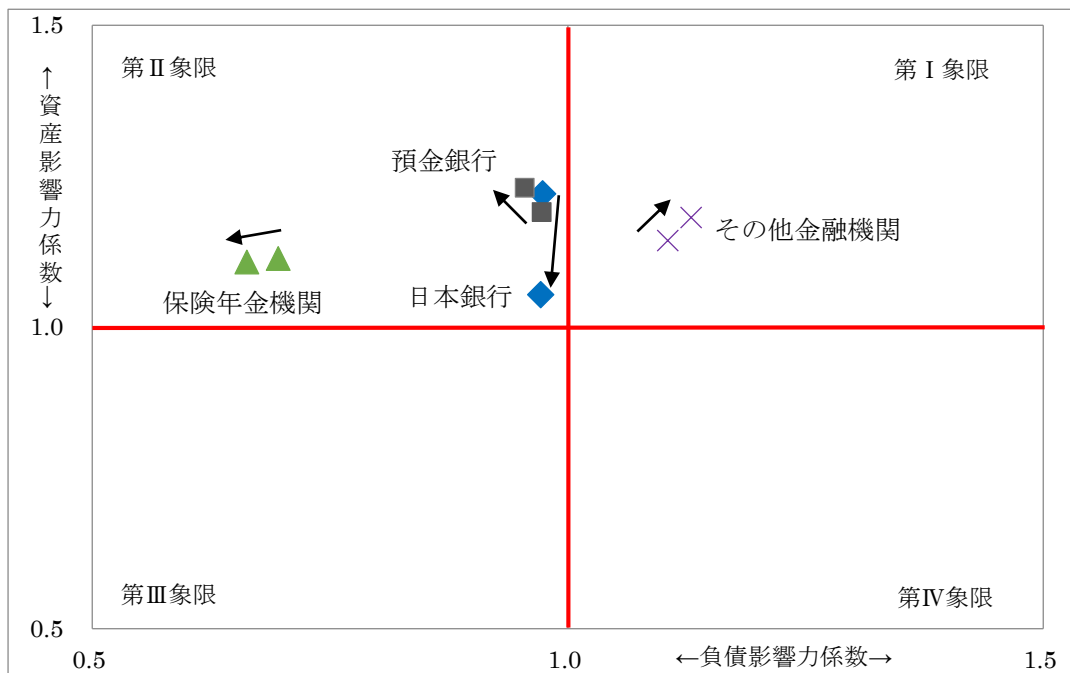 1.5
第Ⅱ象限
第Ⅰ象限
←資産影響力係数→
預金銀行
その他金融機関
保険年金機関
日本銀行
1.0
第Ⅲ象限
第Ⅳ象限
0.5
0.5
1.0
←負債影響力係数→
1.5